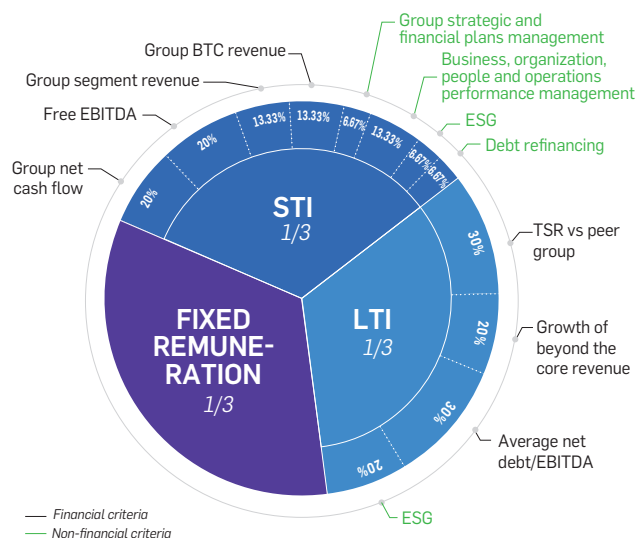 Group strategic and
financial plans management
Group BTC revenue
Business, organization,
people and operations
performance management
Group segment revenue
ESG
Free EBITDA
Debt refinancing
Group net
cash flow
20%
20%
13.33%
13.33%
6.67%
13.33%
6.67%
6.67%
STI
1/3
TSR vs peer
group
30%
FIXED
REMUNE-
RATION
1/3
LTI
1/3
20%
Growth of
beyond the
core revenue
30%
Average net
debt/EBITDA
20%
ESG
Financial criteria
Non-financial criteria